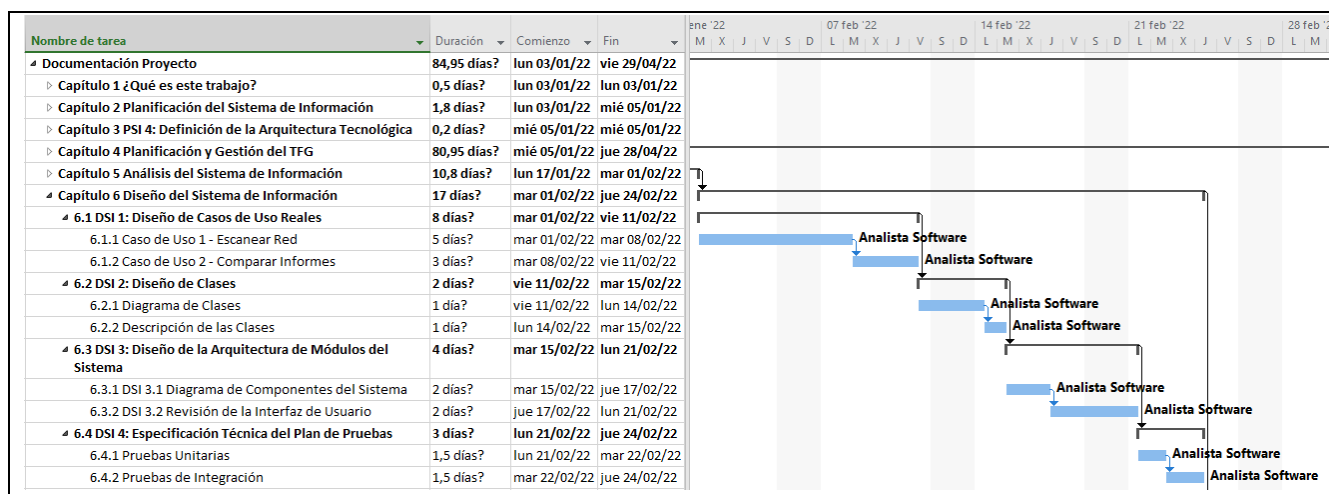 ene '22 07 feb '22 14 feb '22 21 feb '22 28 feb '2
Nombre de tarea Duración Comienzo Fin M X J V S D L M X J V S D L M X J V S D L M X J V S D L M
Documentación Proyecto 84,95 días? lun 03/01/22 vie 29/04/22
Capítulo 1 ¿Qué es este trabajo? 0,5 días? lun 03/01/22 lun 03/01/22
Capítulo 2 Planificación del Sistema de Información 1,8 días? lun 03/01/22 mié 05/01/22
Capítulo 3 PSI 4: Definición de la Arquitectura Tecnológica 0,2 días? mié 05/01/22 mié 05/01/22
Capítulo 4 Planificación y Gestión del TFG 80,95 días? mié 05/01/22 jue 28/04/22
Capítulo 5 Análisis del Sistema de Información 10,8 días? lun 17/01/22 mar 01/02/22
Capítulo 6 Diseño del Sistema de Información 17 días? mar 01/02/22 jue 24/02/22
6.1 DSI 1: Diseño de Casos de Uso Reales 8 días? mar 01/02/22 vie 11/02/22
6.1.1 Caso de Uso 1 - Escanear Red 5 días? mar 01/02/22 mar 08/02/22 Analista Software
6.1.2 Caso de Uso 2 - Comparar Informes 3 días? mar 08/02/22 vie 11/02/22 Analista Software
6.2 DSI 2: Diseño de Clases 2 días? vie 11/02/22 mar 15/02/22
6.2.1 Diagrama de Clases 1 día? vie 11/02/22 lun 14/02/22 Analista Software
6.2.2 Descripción de las Clases 1 día? lun 14/02/22 mar 15/02/22 Analista Software
6.3 DSI 3: Diseño de la Arquitectura de Módulos del 4 días? mar 15/02/22 lun 21/02/22
Sistema
6.3.1 DSI 3.1 Diagrama de Componentes del Sistema 2 días? mar 15/02/22 jue 17/02/22 Analista Software
6.3.2 DSI 3.2 Revisión de la Interfaz de Usuario 2 días? jue 17/02/22 lun 21/02/22 Analista Software
6.4 DSI 4: Especificación Técnica del Plan de Pruebas 3 días? lun 21/02/22 jue 24/02/22
6.4.1 Pruebas Unitarias 1,5 días? lun 21/02/22 mar 22/02/22 Analista Software
6.4.2 Pruebas de Integración 1,5 días? mar 22/02/22 jue 24/02/22 Analista Software